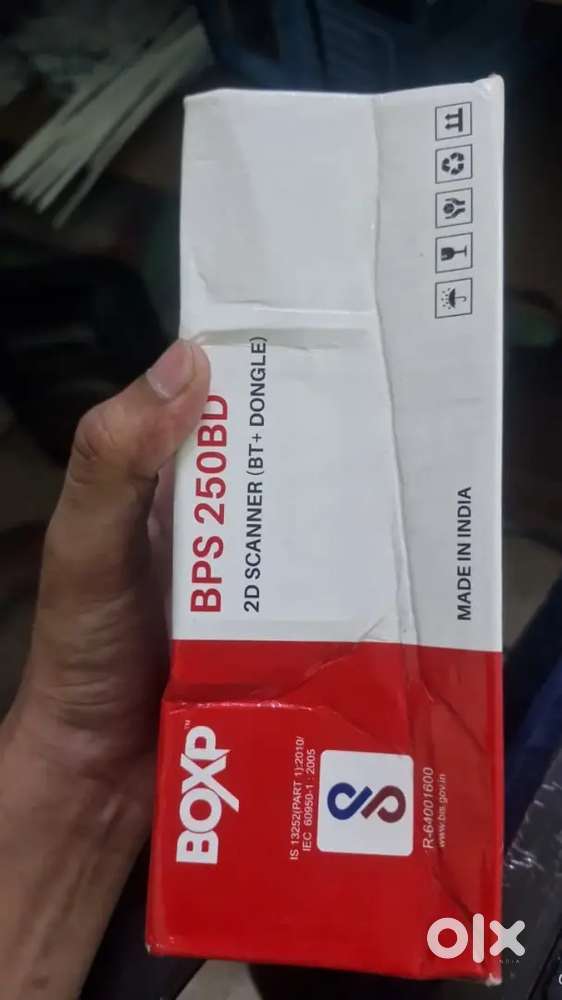 BOXP™
IS 13252(PART 1):2010/
IEC 60950-1 : 2005
R-64001600
www.bis.gov.in
BPS 250BD
2D SCANNER (BT+ DONGLE)
MADE IN INDIA
olx
INDIA